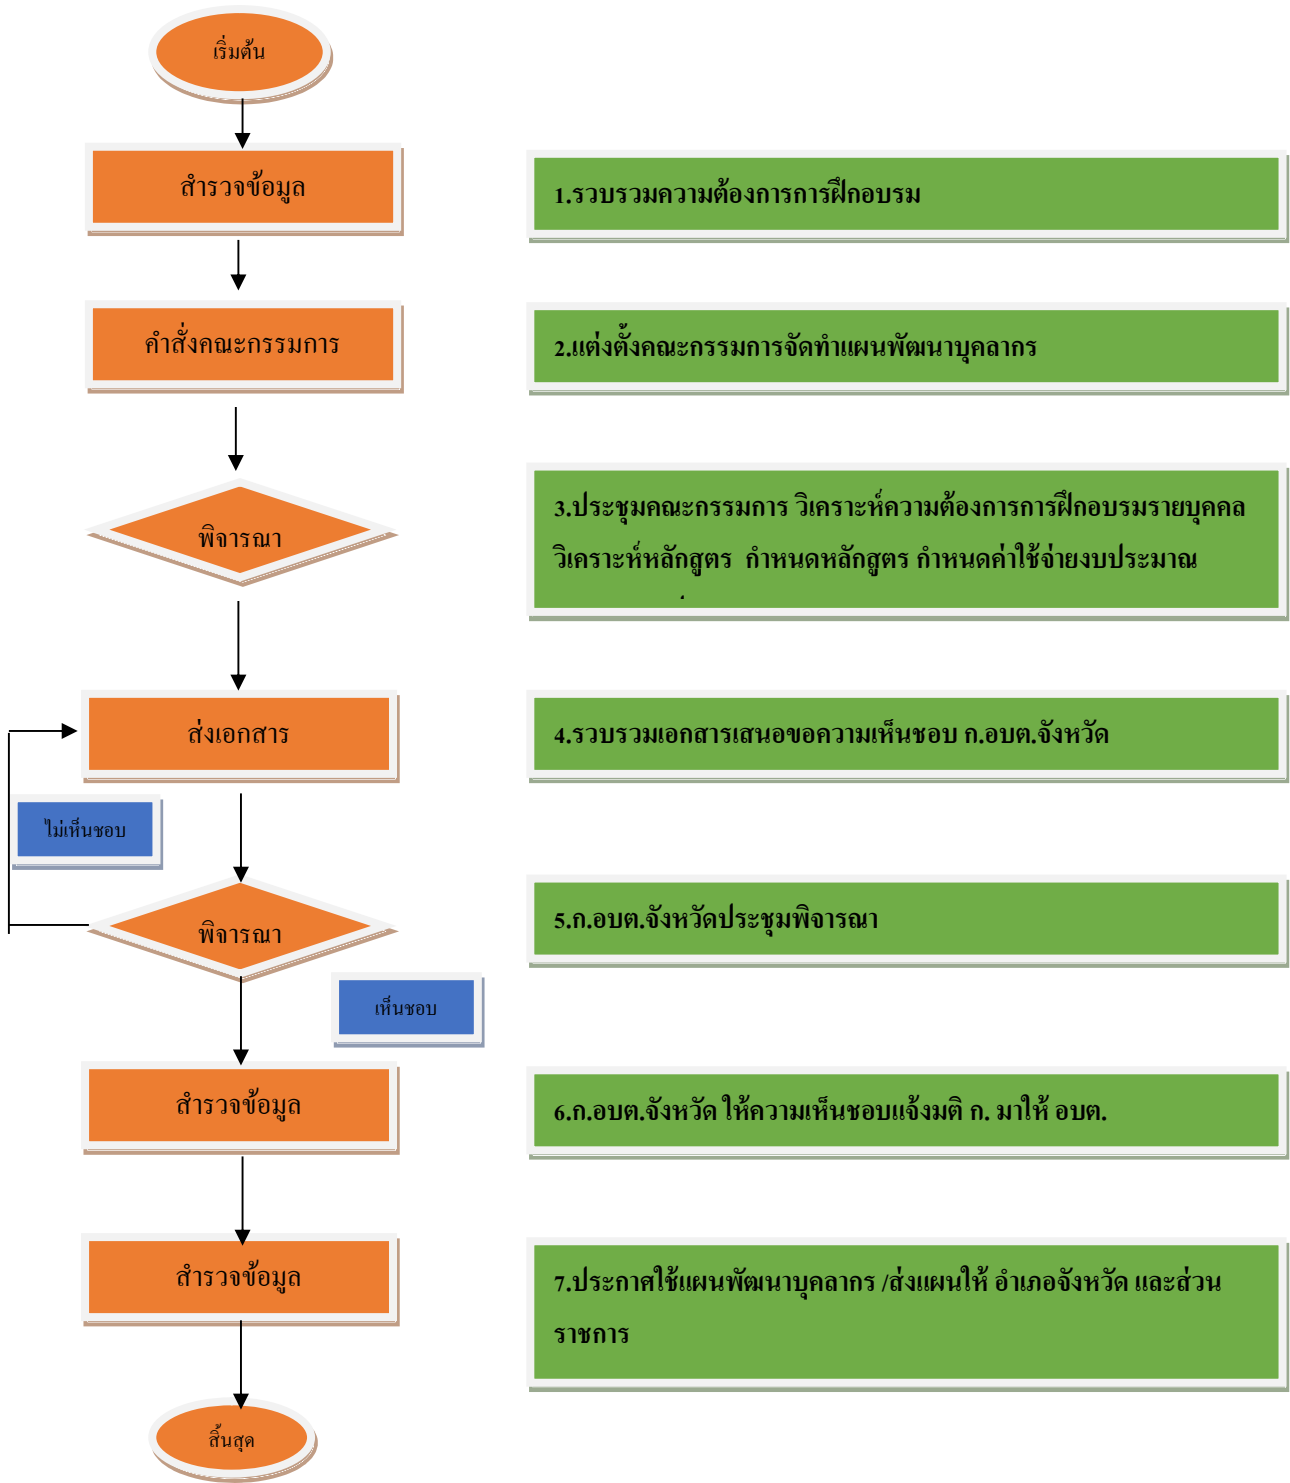 เริ่มต้น
สำรวจข้อมูล
1.รวบรวมความต้องการการฝึกอบรม
คำสั่งคณะกรรมการ
2.แต่งตั้งคณะกรรมการจัดทำแผนพัฒนาบุคลากร
พิจารณา
3.ประชุมคณะกรรมการ วิเคราะห์ความต้องการการฝึกอบรมรายบุคคล
วิเคราะห์หลักสูตร กำหนดหลักสูตร กำหนดค่าใช้จ่ายงบประมาณ
ส่งเอกสาร
4.รวบรวมเอกสารเสนอขอความเห็นชอบ ก.อบต.จังหวัด
ไม่เห็นชอบ
พิจารณา
5.ก.อบต.จังหวัดประชุมพิจารณา
เห็นชอบ
สำรวจข้อมูล
6.ก.อบต.จังหวัด ให้ความเห็นชอบแจ้งมติ ก. มาให้ อบต.
สำรวจข้อมูล
7.ประกาศใช้แผนพัฒนาบุคลากร /ส่งแผนให้ อำเภอจังหวัด และส่วน
ราชการ
สิ้นสุด